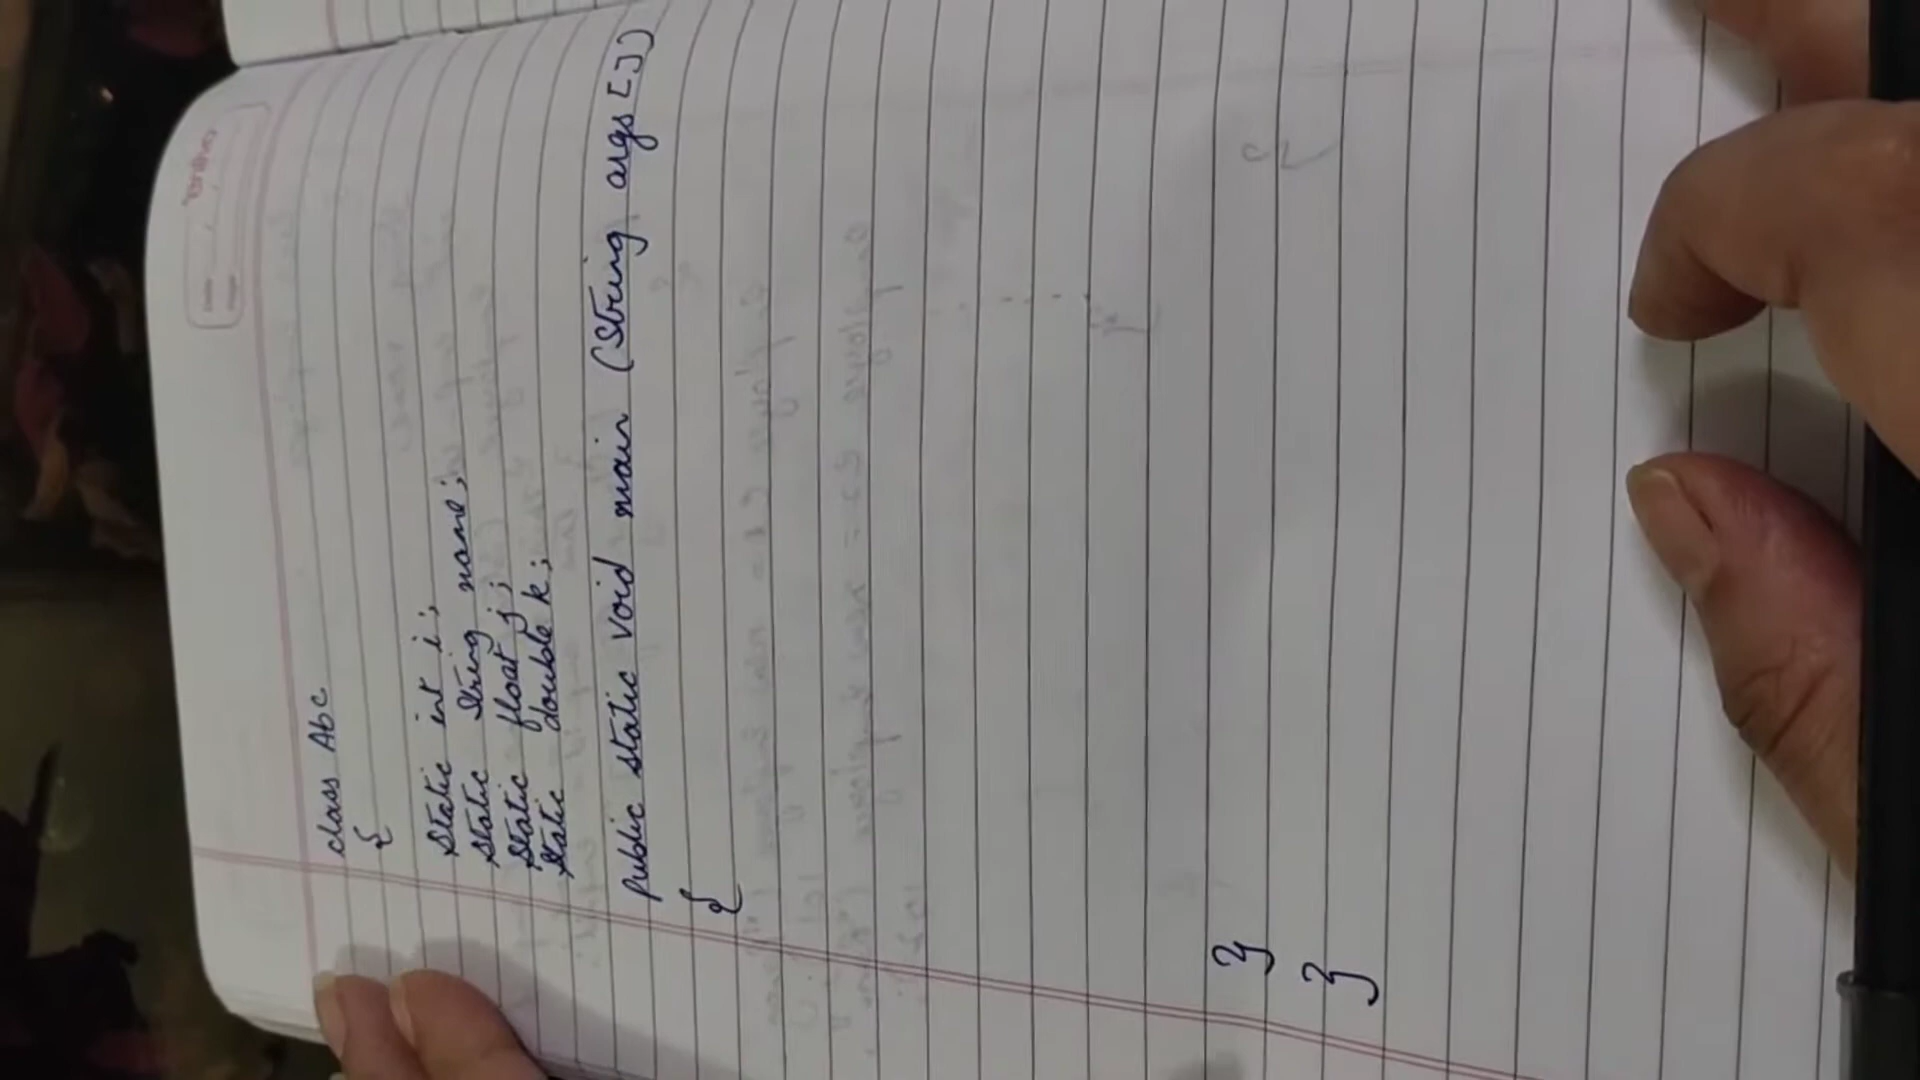 class Abc
{
static int i;
static String name;
static float j;
static double k;
public static void main (String args[])
{
}
}